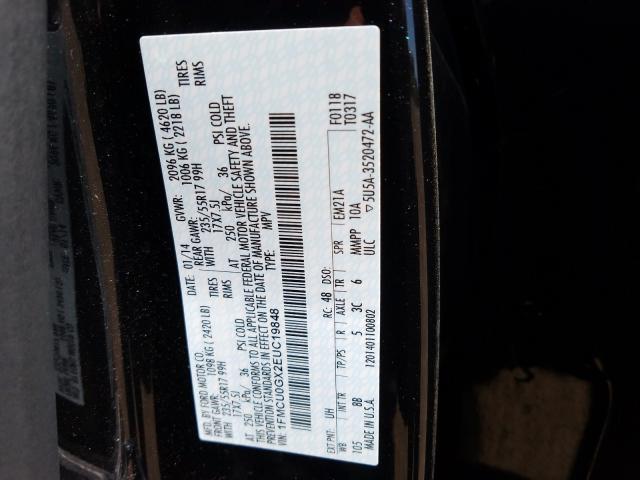 MFD. BY FORD MOTOR CO.
DATE: 01/14 GVWR: 2096 KG ( 4620 LB)
FRONT GAWR: 1098 KG ( 2420 LB) REAR GAWR: 1006 KG ( 2218 LB)
235/55R17 99H TIRES WITH 235/55R17 99H TIRES
17X7.5J RIMS 17X7.5J RIMS
AT 250 kPa/ 36 PSI COLD AT 250 kPa/ 36 PSI COLD
THIS VEHICLE CONFORMS TO ALL APPLICABLE FEDERAL MOTOR VEHICLE SAFETY AND THEFT
PREVENTION STANDARDS IN EFFECT ON THE DATE OF MANUFACTURE SHOWN ABOVE.
VIN: 1FMCU0GX2EUC19848 TYPE: MPV
F0118
T0317
EXT PNT: UH RC: 48 DSO:
WB INT TR TP/PS R AXLE TR SPR EM21A
105 BB 5 3C 6 MMPP 10A
MADE IN U.S.A. 1201401100802 ULC ▽5U5A-3520472-AA